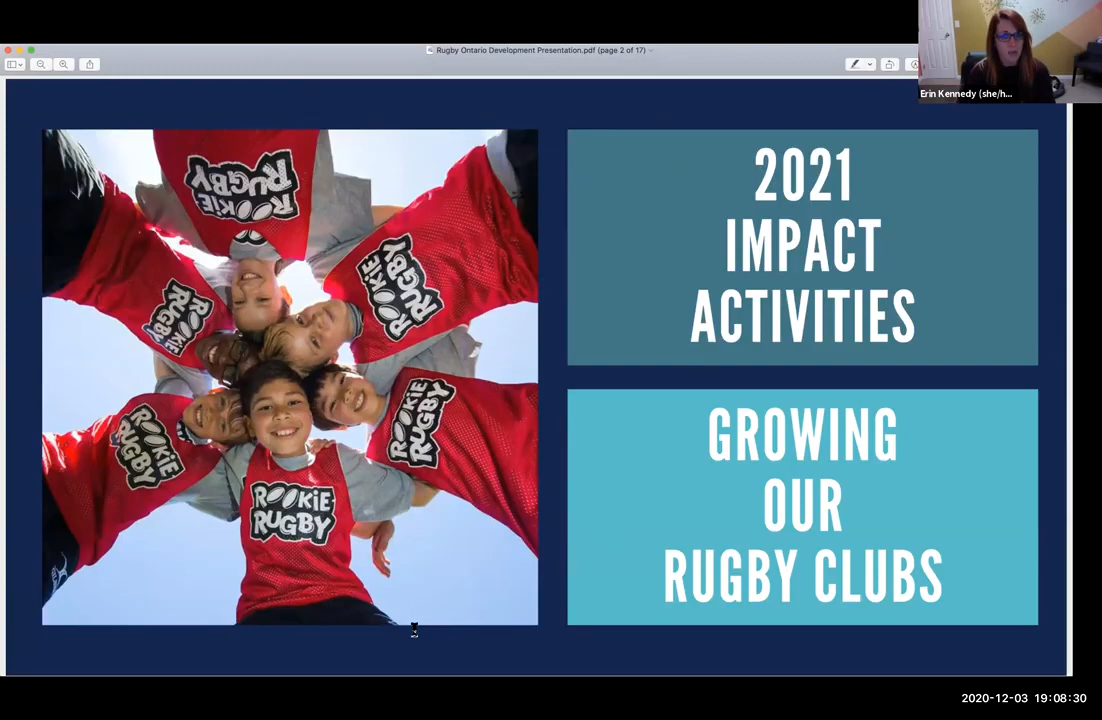 Rugby Ontario Development Presentation.pdf (page 2 of 17)
Erin Kennedy (she/h...
ROOKIE
RUGBY
ROOKIE
RUGBY
ROOKIE
RUGBY
ROOKIE
RUGBY
ROOKIE
RUGBY
ROOKIE
RUGBY
2021
IMPACT
ACTIVITIES
GROWING
OUR
RUGBY CLUBS
2020-12-03 19:08:30